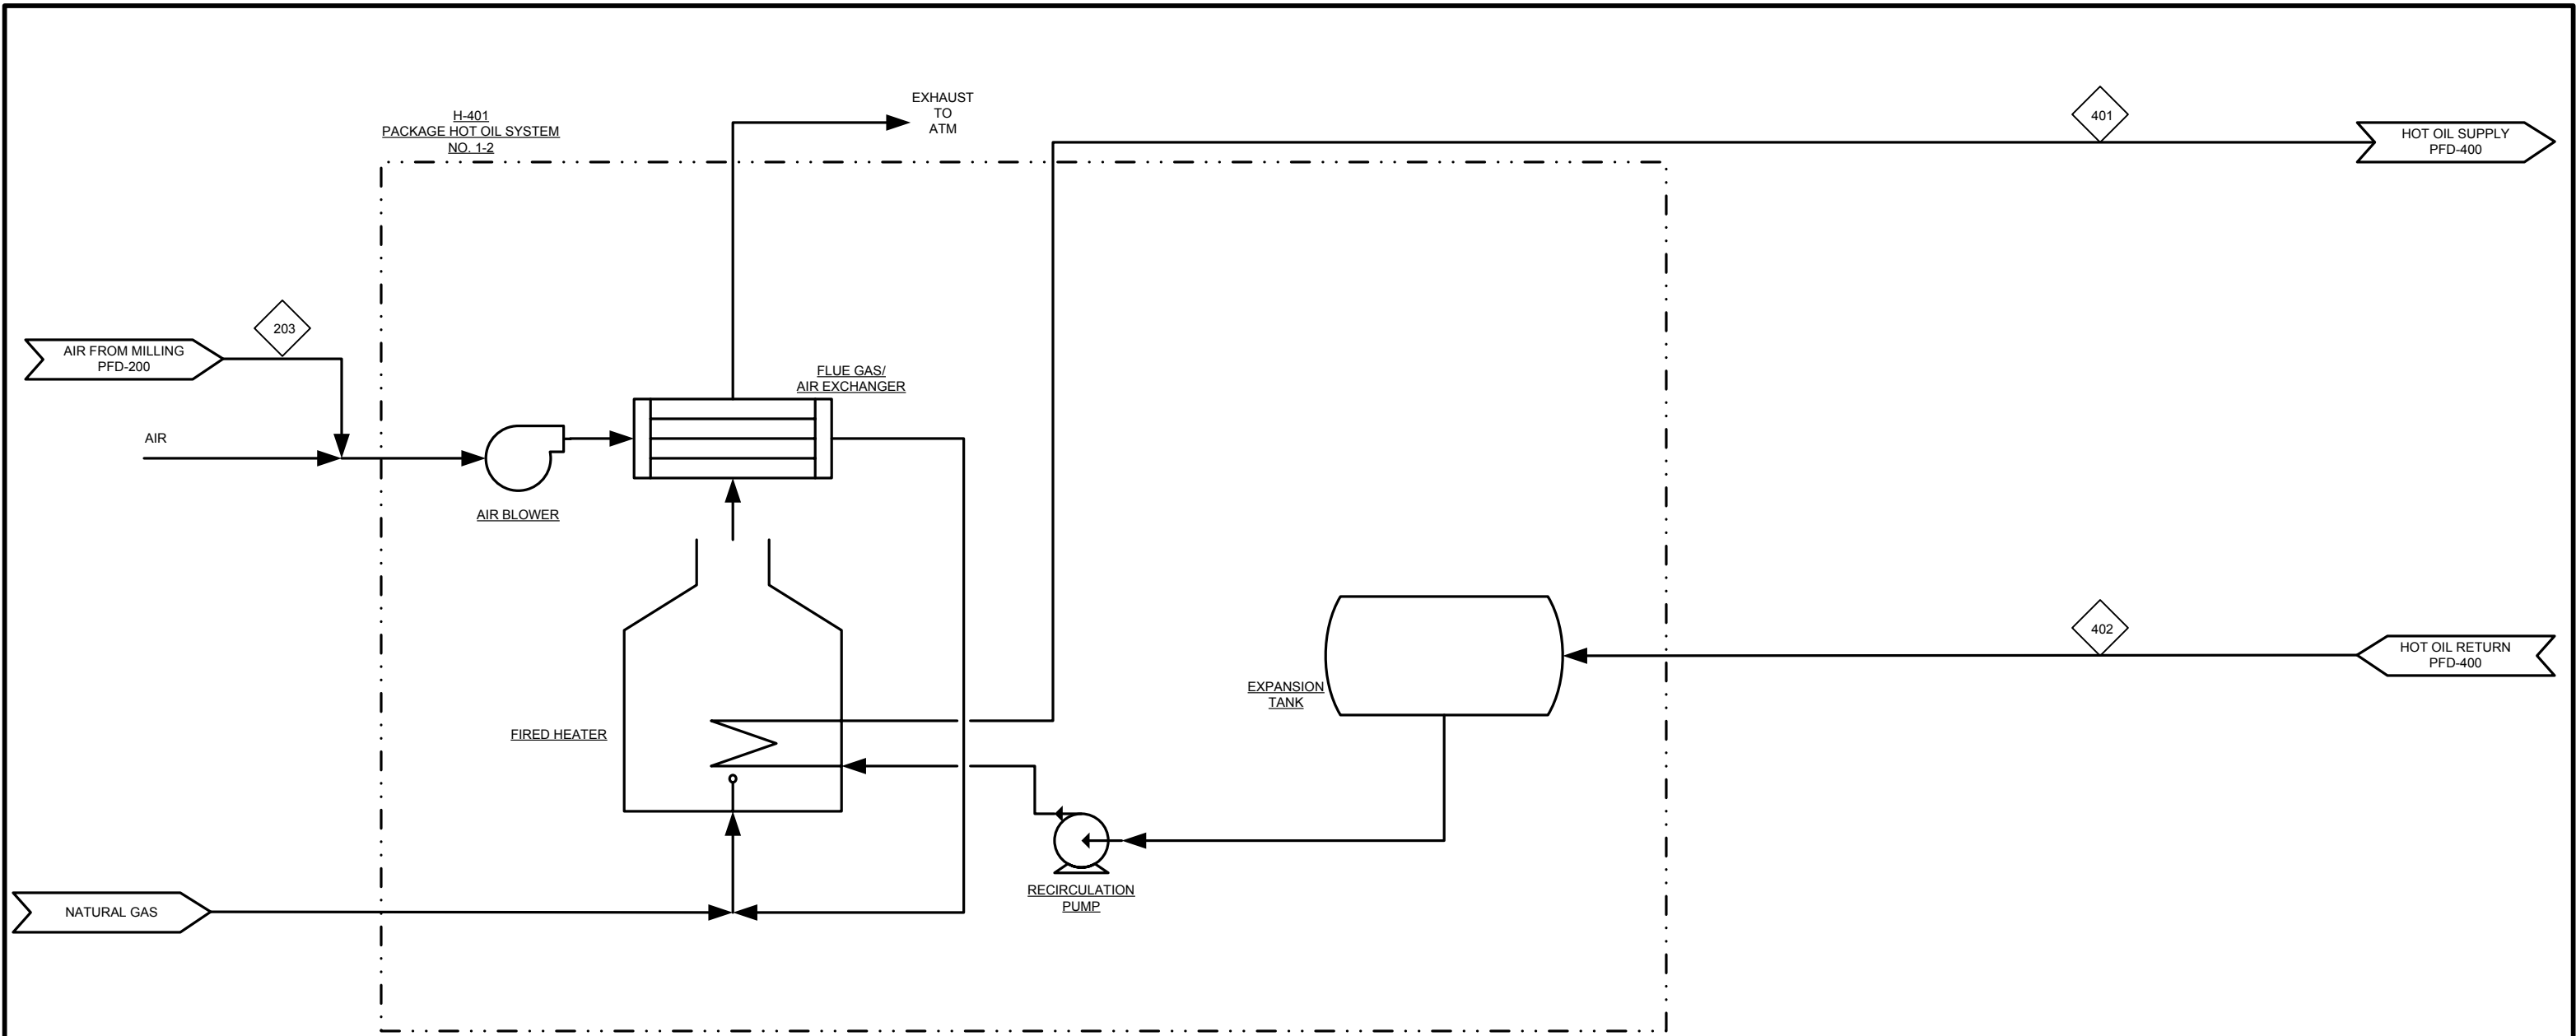 EXHAUST
TO
ATM
H-401
PACKAGE HOT OIL SYSTEM
NO. 1-2
401
HOT OIL SUPPLY
PFD-400
203
AIR FROM MILLING
PFD-200
FLUE GAS/
AIR EXCHANGER
AIR
AIR BLOWER
402
HOT OIL RETURN
PFD-400
EXPANSION
TANK
FIRED HEATER
RECIRCULATION
PUMP
NATURAL GAS